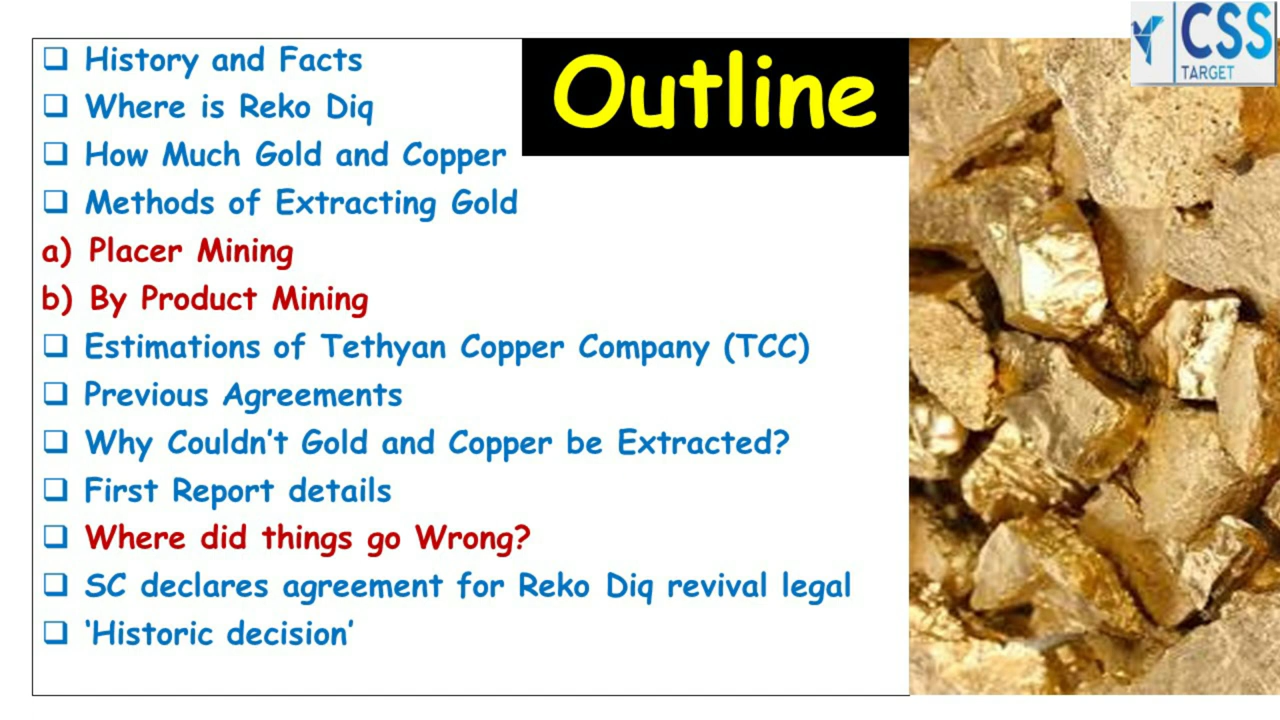 CSS
TARGET
Outline
❑ History and Facts
❑ Where is Reko Diq
❑ How Much Gold and Copper
❑ Methods of Extracting Gold
a) Placer Mining
b) By Product Mining
❑ Estimations of Tethyan Copper Company (TCC)
❑ Previous Agreements
❑ Why Couldn’t Gold and Copper be Extracted?
❑ First Report details
❑ Where did things go Wrong?
❑ SC declares agreement for Reko Diq revival legal
❑ ‘Historic decision’